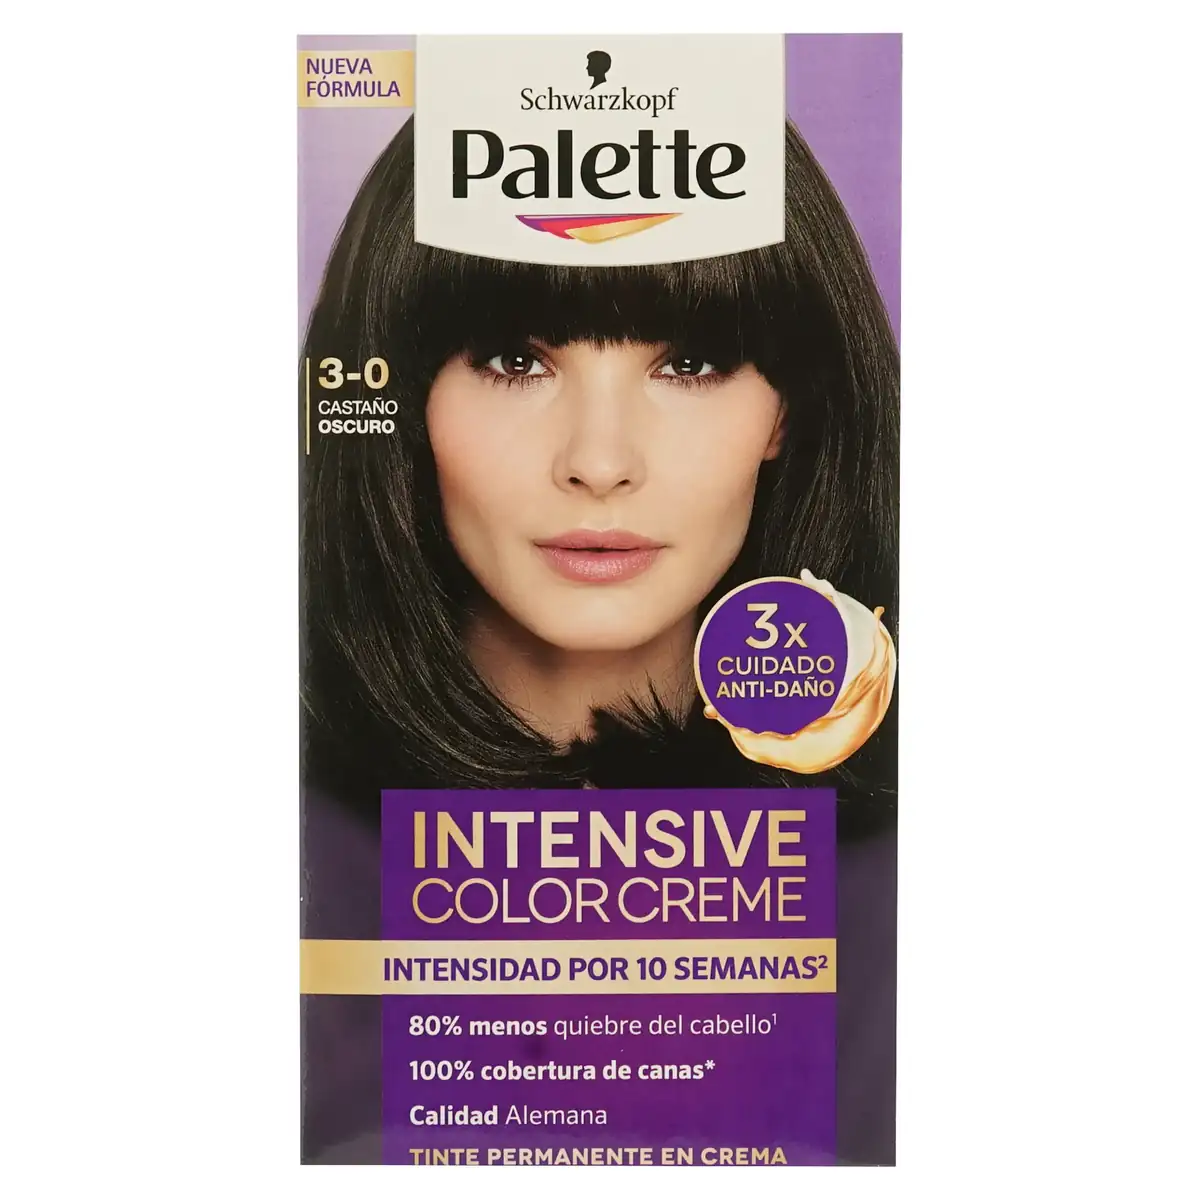 NUEVA
FÓRMULA
Schwarzkopf
Palette
3-0
CASTAÑO
OSCURO
3x
CUIDADO
ANTI-DAÑO
INTENSIVE
COLOR CREME
INTENSIDAD POR 10 SEMANAS²
80% menos quiebre del cabello¹
100% cobertura de canas*
Calidad Alemana
TINTE PERMANENTE EN CREMA